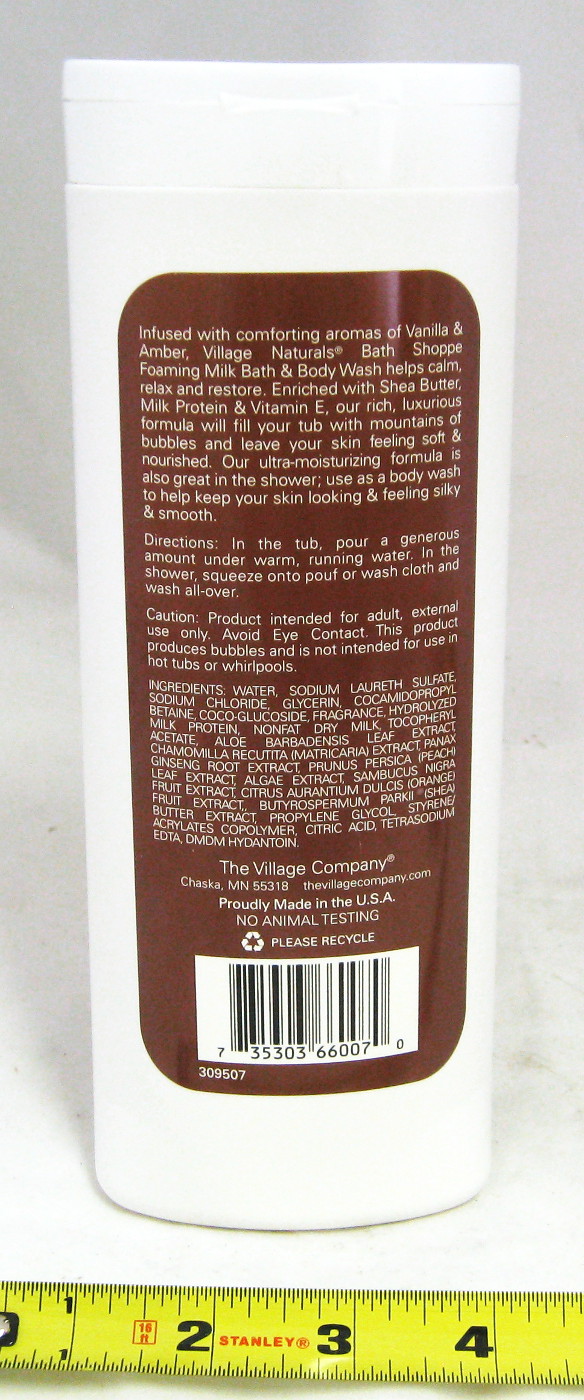 Infused with comforting aromas of Vanilla &
Amber, Village Naturals® Bath Shoppe
Foaming Milk Bath & Body Wash helps calm,
relax and restore. Enriched with Shea Butter,
Milk Protein & Vitamin E, our rich, luxurious
formula will fill your tub with mountains of
bubbles and leave your skin feeling soft &
nourished. Our ultra-moisturizing formula is
also great in the shower; use as a body wash
to help keep your skin looking & feeling silky
& smooth.
Directions: In the tub, pour a generous
amount under warm, running water. In the
shower, squeeze onto pouf or wash cloth and
wash all-over.
Caution: Product intended for adult, external
use only. Avoid Eye Contact. This product
produces bubbles and is not intended for use in
hot tubs or whirlpools.
INGREDIENTS: WATER, SODIUM LAURETH SULFATE,
SODIUM CHLORIDE, GLYCERIN, COCAMIDOPROPYL
BETAINE, COCO-GLUCOSIDE, FRAGRANCE, HYDROLYZED
MILK PROTEIN, NONFAT DRY MILK, TOCOPHERYL
ACETATE, ALOE BARBADENSIS LEAF EXTRACT,
CHAMOMILLA RECUTITA (MATRICARIA) EXTRACT, PANAX
GINSENG ROOT EXTRACT, PRUNUS PERSICA (PEACH)
LEAF EXTRACT, ALGAE EXTRACT, SAMBUCUS NIGRA
FRUIT EXTRACT, CITRUS AURANTIUM DULCIS (ORANGE)
FRUIT EXTRACT,, BUTYROSPERMUM PARKII (SHEA)
BUTTER EXTRACT, PROPYLENE GLYCOL, STYRENE/
ACRYLATES COPOLYMER, CITRIC ACID, TETRASODIUM
EDTA, DMDM HYDANTOIN.
The Village Company®
Chaska, MN 55318 thevillagecompany.com
Proudly Made in the U.S.A.
NO ANIMAL TESTING
PLEASE RECYCLE
7 35303 66007 0
309507
1 16 ft 2 STANLEY® 3 4
1